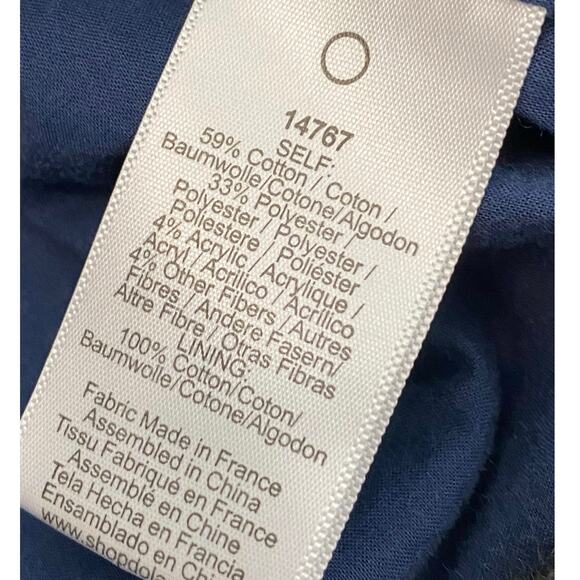 14767
SELF:
59% Cotton / Coton /
Baumwolle/Cotone/Algodon
33% Polyester /
Polyester / Polyester /
Poliestere / Poliéster
4% Acrylic / Acrylique /
Acryl / Acrilico / Acrílico
4% Other Fibers / Autres
Fibres / Andere Fasern/
Altre Fibre / Otras Fibras
LINING:
100% Cotton/Coton/
Baumwolle/Cotone/Algodon
Fabric Made in France
Assembled in China
Tissu Fabriqué en France
Assemblé en Chine
Tela Hecha en Francia
Ensamblado en Chi
www.shopdola